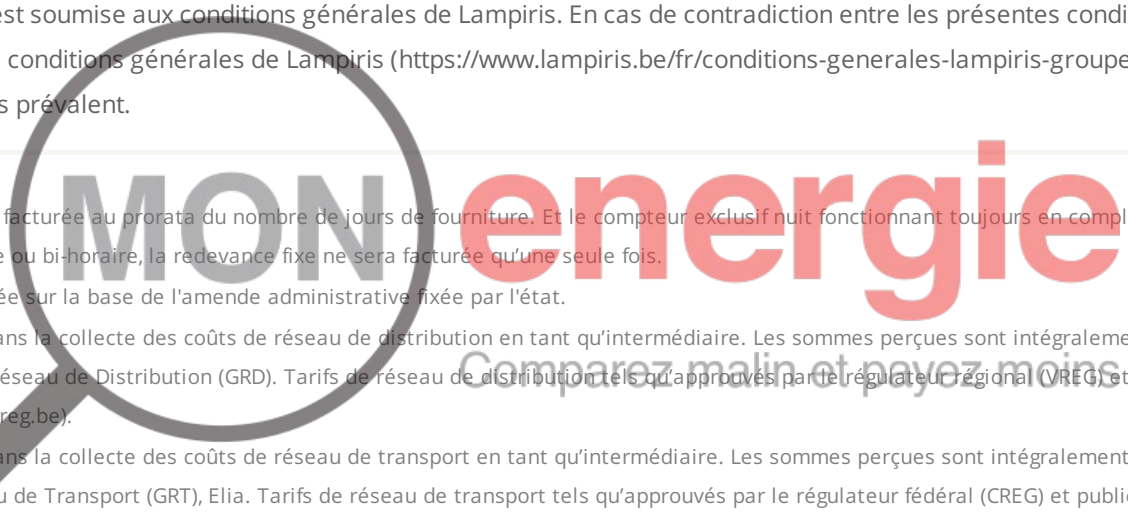 est soumise aux conditions générales de Lampiris. En cas de contradiction entre les présentes condi
conditions générales de Lampiris (https://www.lampiris.be/fr/conditions-generales-lampiris-groupe
s prévalent.
MON energie
Comparez malin et payez moins
facturée au prorata du nombre de jours de fourniture. Et le compteur exclusif nuit fonctionnant toujours en compl
e ou bi-horaire, la redevance fixe ne sera facturée qu'une seule fois.
ée sur la base de l'amende administrative fixée par l'état.
ans la collecte des coûts de réseau de distribution en tant qu’intermédiaire. Les sommes perçues sont intégraleme
éseau de Distribution (GRD). Tarifs de réseau de distribution tels qu’approuvés par le régulateur régional (VREG) et
reg.be).
ans la collecte des coûts de réseau de transport en tant qu’intermédiaire. Les sommes perçues sont intégralement
u de Transport (GRT), Elia. Tarifs de réseau de transport tels qu’approuvés par le régulateur fédéral (CREG) et public